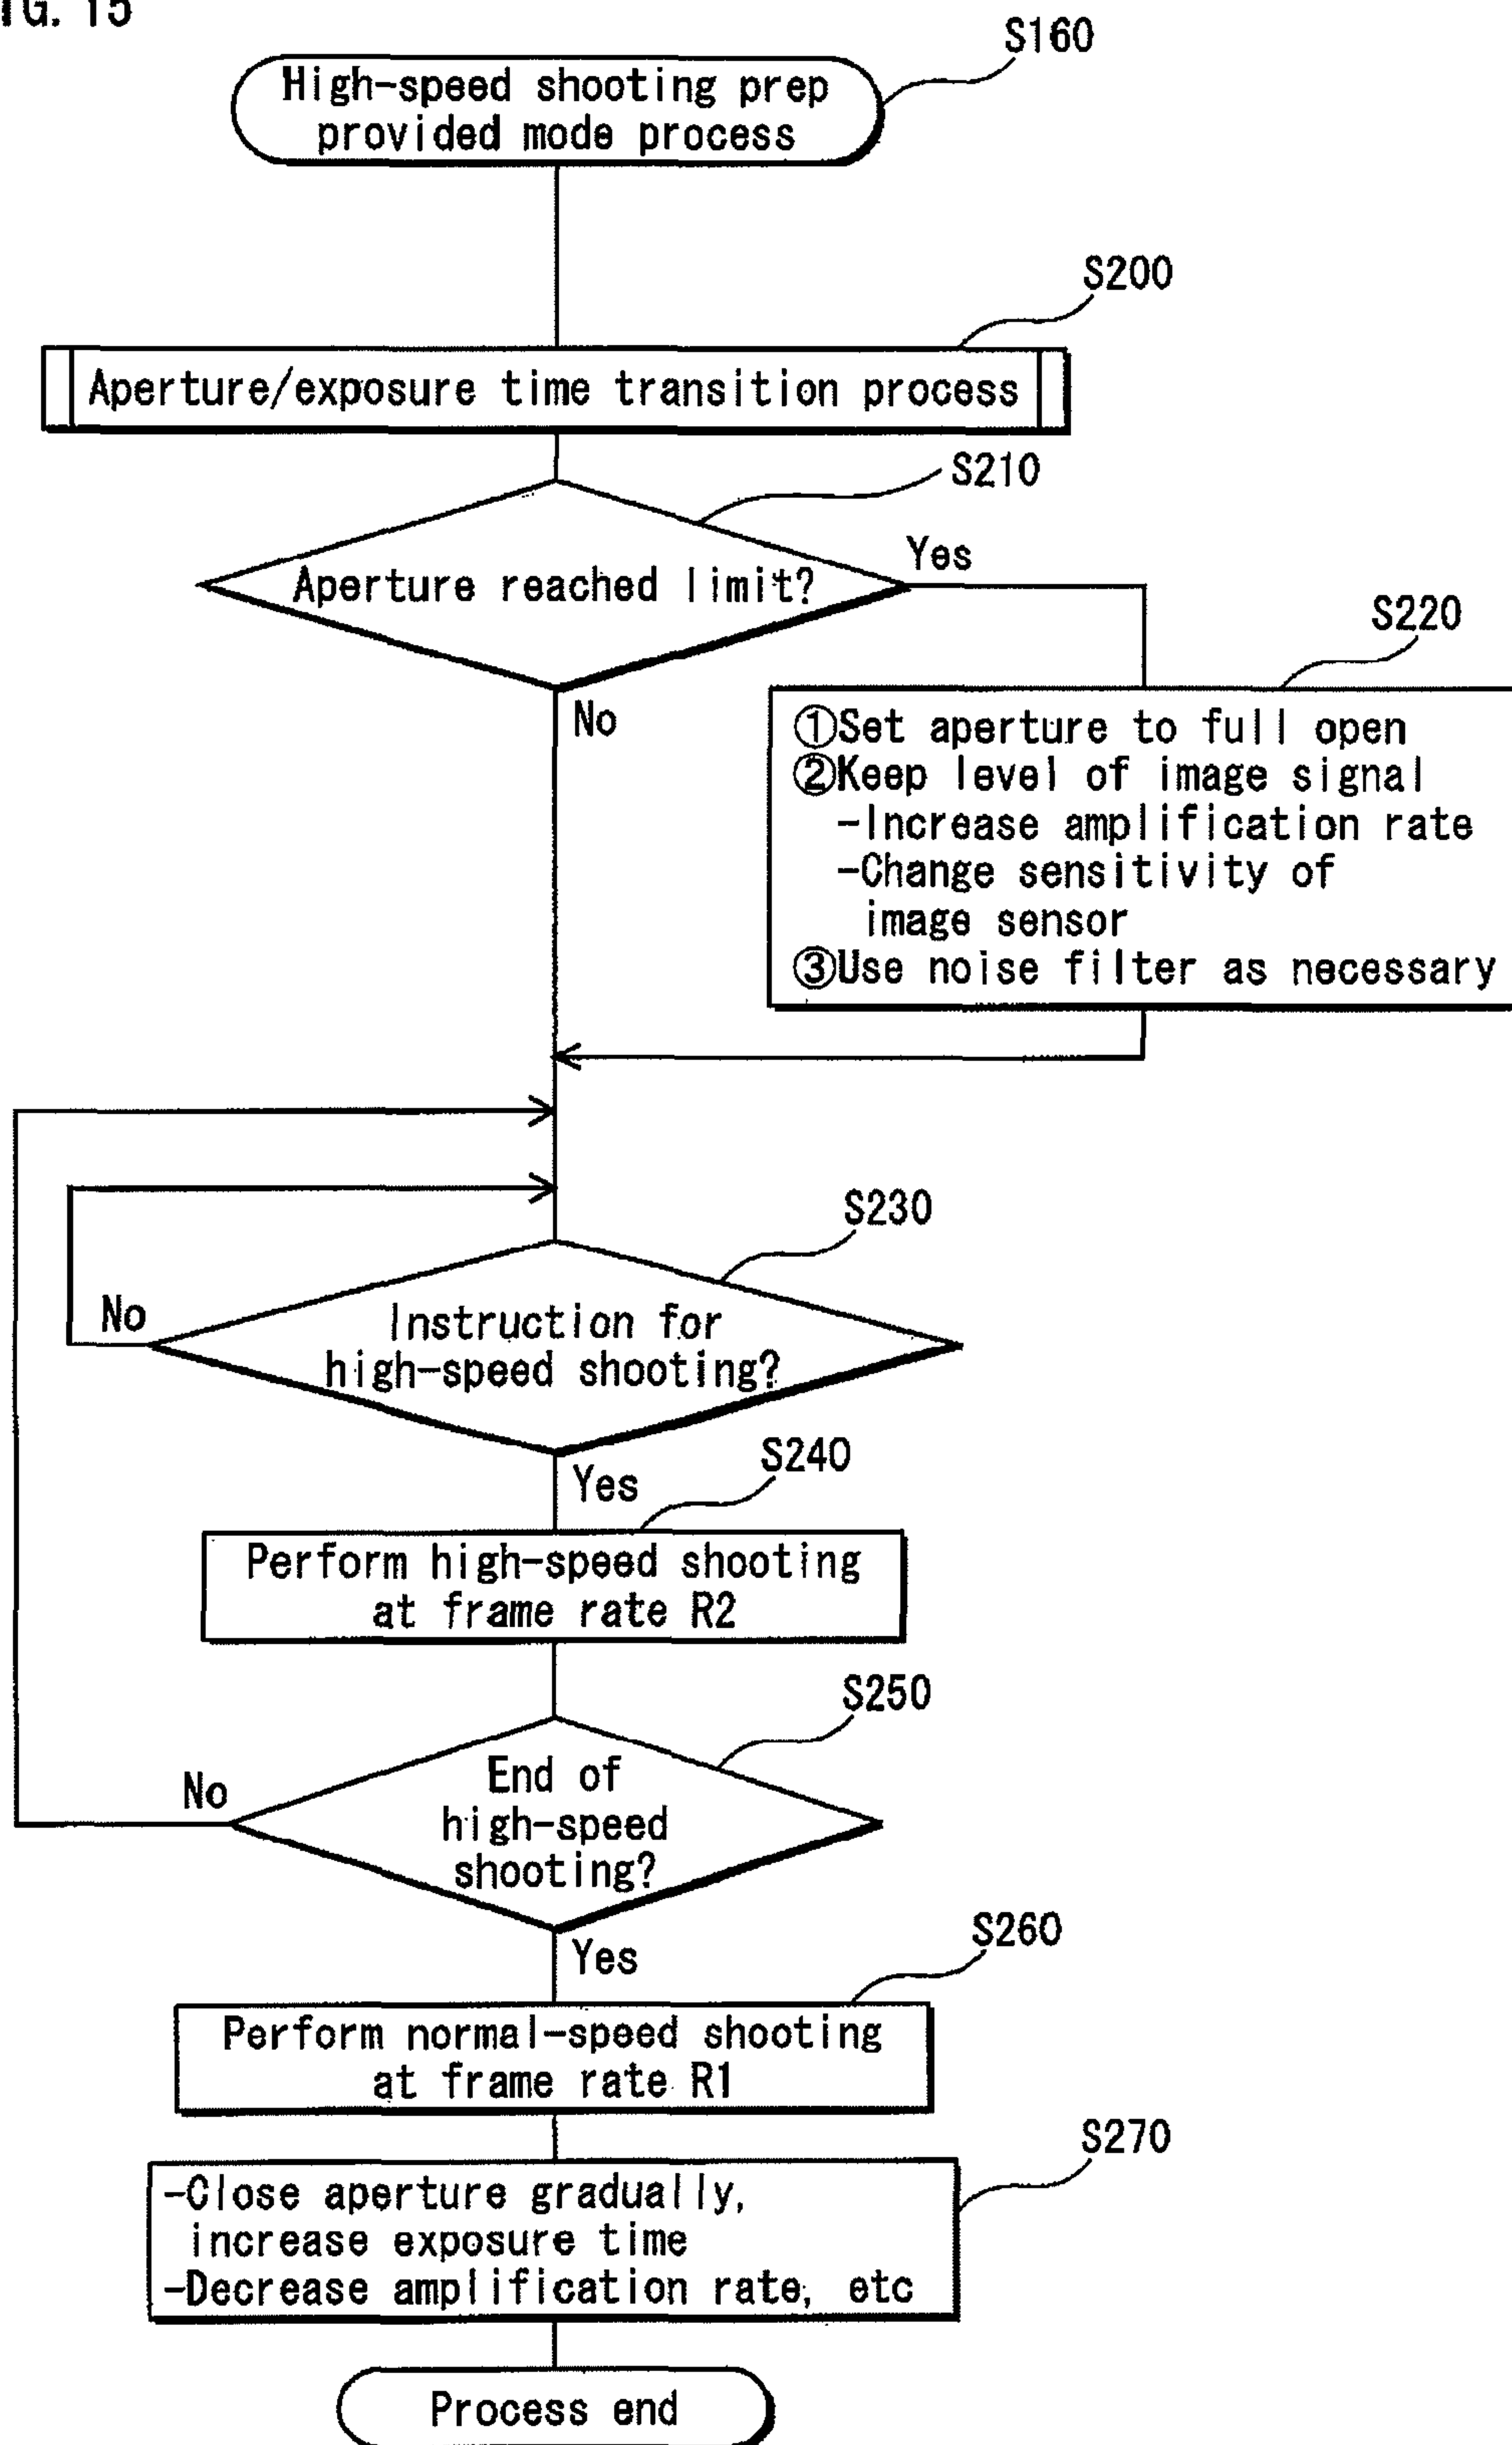 FIG. 15
S160
High-speed shooting prep
provided mode process
S200
Aperture/exposure time transition process
S210
Aperture reached limit?
Yes
No
S220
①Set aperture to full open
②Keep level of image signal
-Increase amplification rate
-Change sensitivity of
image sensor
③Use noise filter as necessary
S230
Instruction for
high-speed shooting?
No
Yes
S240
Perform high-speed shooting
at frame rate R2
S250
End of
high-speed
shooting?
No
Yes
S260
Perform normal-speed shooting
at frame rate R1
S270
-Close aperture gradually,
increase exposure time
-Decrease amplification rate, etc
Process end